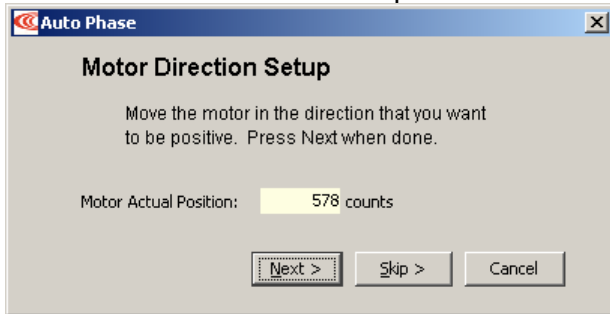 Auto Phase
Motor Direction Setup
Move the motor in the direction that you want
to be positive. Press Next when done.
Motor Actual Position: 578 counts
Next > Skip > Cancel